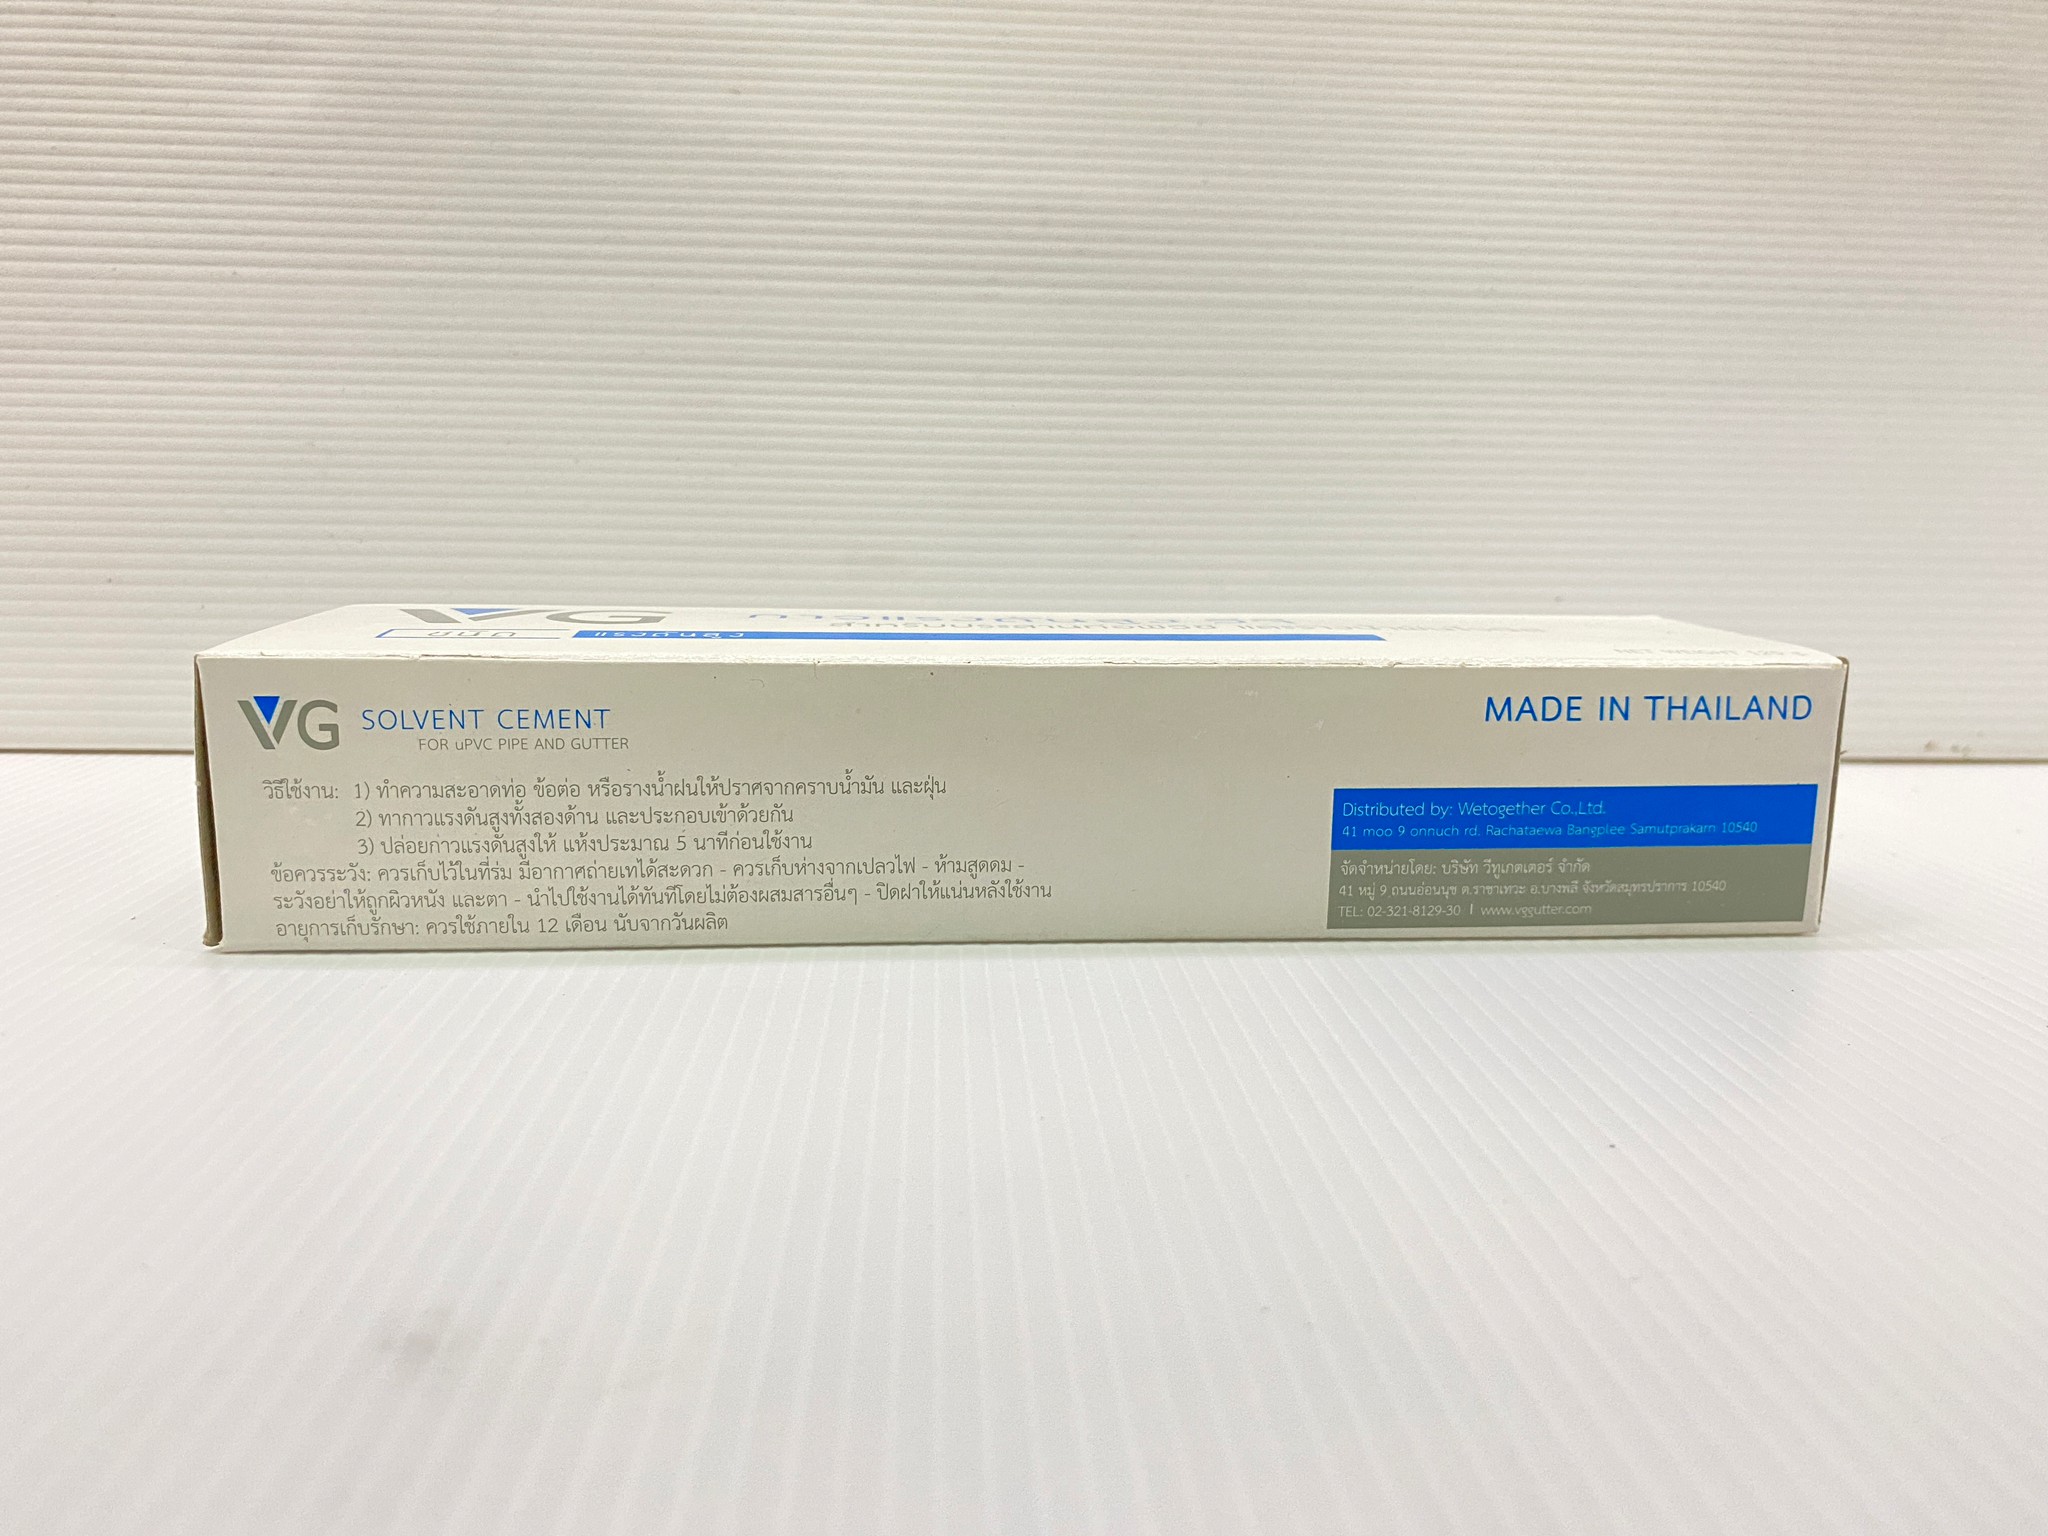 VG
ชนิด แรงดันสูง
NET WEIGHT
VG SOLVENT CEMENT
FOR uPVC PIPE AND GUTTER
MADE IN THAILAND
วิธีใช้งาน: 1) ทำความสะอาดท่อ ข้อต่อ หรือรางน้ำฝนให้ปราศจากคราบน้ำมัน และฝุ่น
2) ทากาวแรงดันสูงทั้งสองด้าน และประกอบเข้าด้วยกัน
3) ปล่อยกาวแรงดันสูงให้ แห้งประมาณ 5 นาทีก่อนใช้งาน
ข้อควรระวัง: ควรเก็บไว้ในที่ร่ม มีอากาศถ่ายเทได้สะดวก - ควรเก็บห่างจากเปลวไฟ - ห้ามสูดดม -
ระวังอย่าให้ถูกผิวหนัง และตา - นำไปใช้งานได้ทันทีโดยไม่ต้องผสมสารอื่นๆ - ปิดฝาให้แน่นหลังใช้งาน
อายุการเก็บรักษา: ควรใช้ภายใน 12 เดือน นับจากวันผลิต
Distributed by: Wetogether Co.,Ltd.
41 moo 9 onnuch rd. Rachataewa Bangplee Samutprakarn 10540
จัดจำหน่ายโดย: บริษัท วีทูเกตเตอร์ จำกัด
41 หมู่ 9 ถนนอ่อนนุช ต.ราชาเทวะ อ.บางพลี จังหวัดสมุทรปราการ 10540
TEL: 02-321-8129-30 | www.vggutter.com